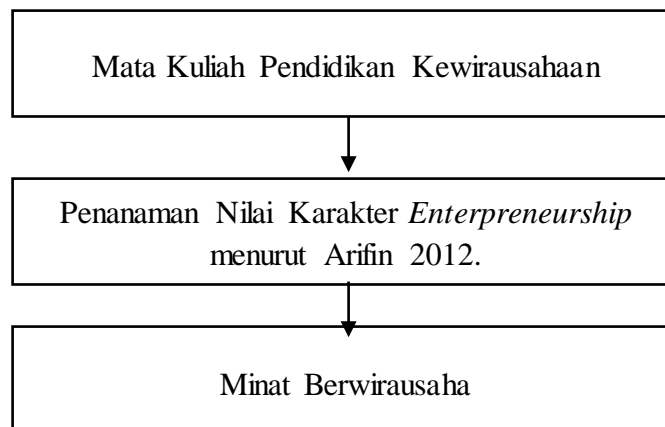 Mata Kuliah Pendidikan Kewirausahaan
Penanaman Nilai Karakter Enterpreneurship
menurut Arifin 2012.
Minat Berwirausaha